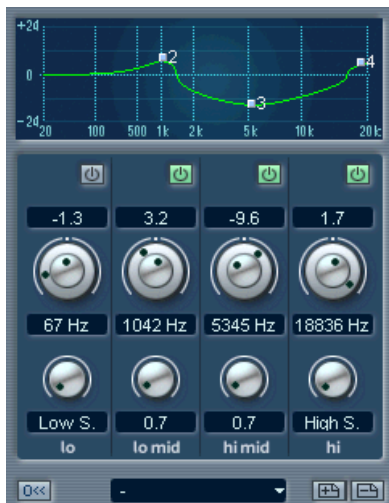 +24
2
4
0
3
-24
20 100 500 1k 2k 5k 10k 20k
-1.3 3.2 -9.6 1.7
67 Hz 1042 Hz 5345 Hz 18836 Hz
Low S. 0.7 0.7 High S.
lo lo mid hi mid hi
0<< -